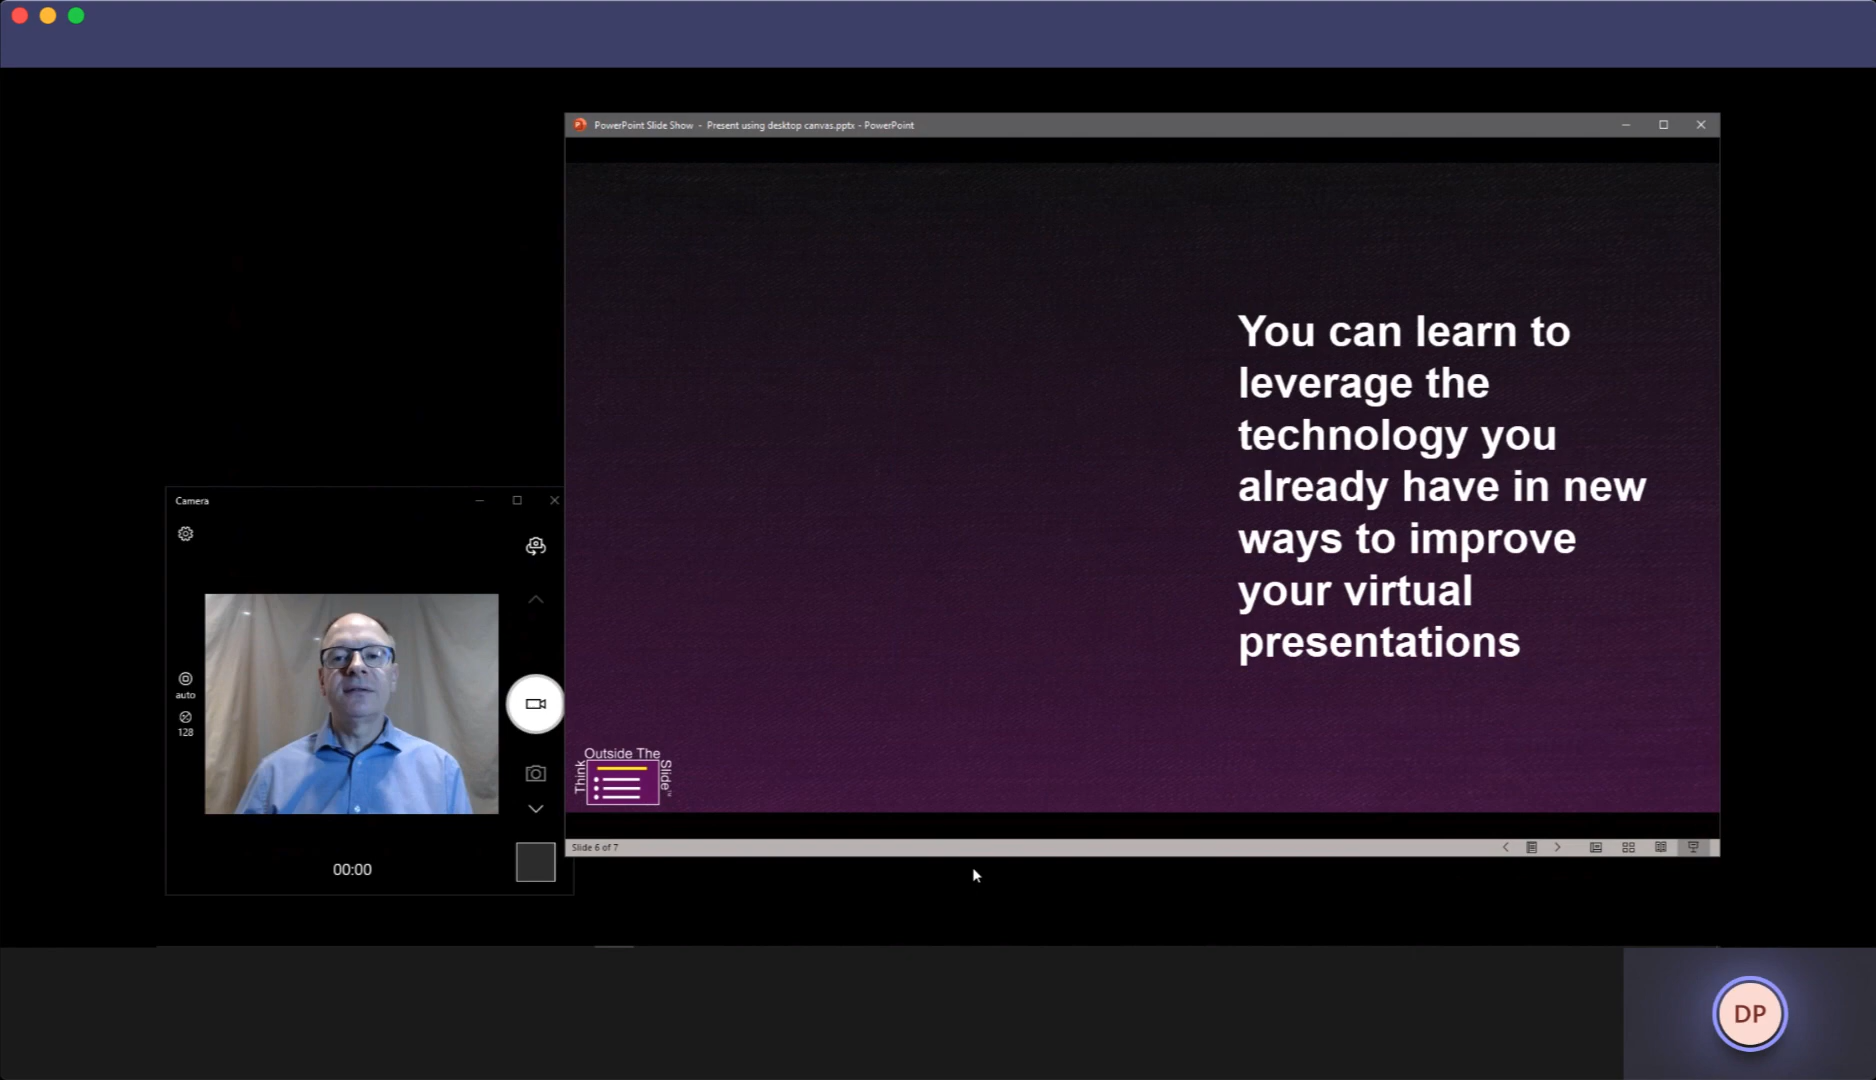 PowerPoint Slide Show - Present using desktop canvas.pptx - PowerPoint
You can learn to
leverage the
technology you
already have in new
ways to improve
your virtual
presentations
Camera
auto
128
00:00
Think
Outside The
Slide™
Slide 6 of 7
DP